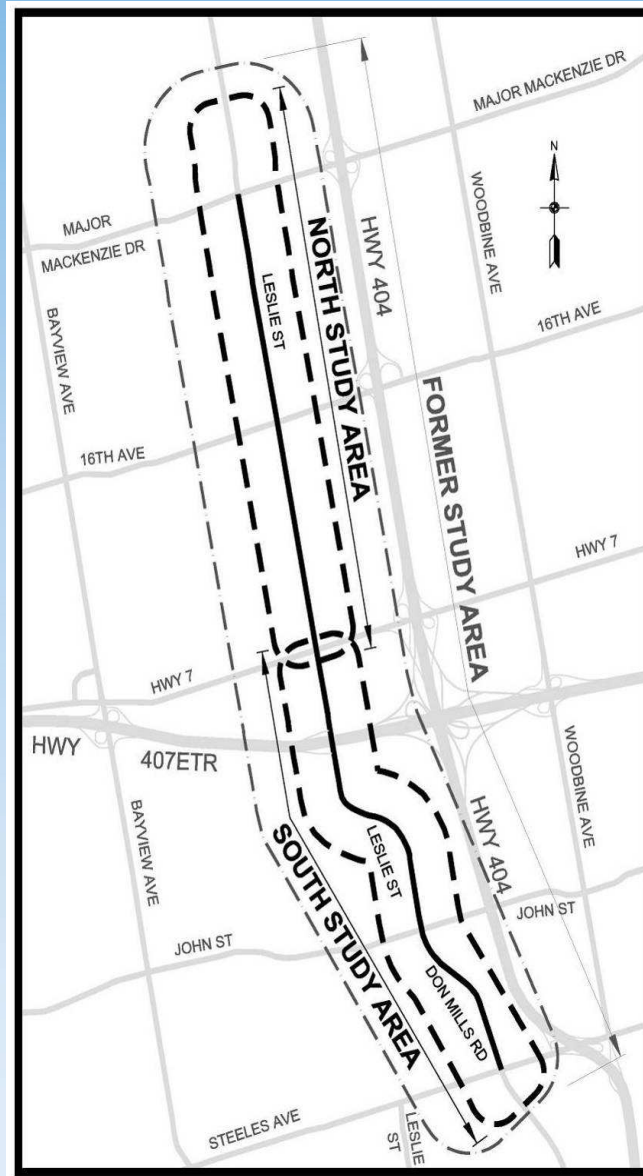 MAJOR MACKENZIE DR
N
WOODBINE AVE
HWY 404
MAJOR
MACKENZIE DR
NORTH STUDY AREA
LESLIE ST
BAYVIEW AVE
16TH AVE
FORMER STUDY AREA
16TH AVE
HWY 7
HWY 7
HWY
407ETR
WOODBINE AVE
BAYVIEW AVE
HWY 404
LESLIE ST
SOUTH STUDY AREA
JOHN ST
JOHN ST
DON MILLS RD
STEELES AVE
LESLIE
ST